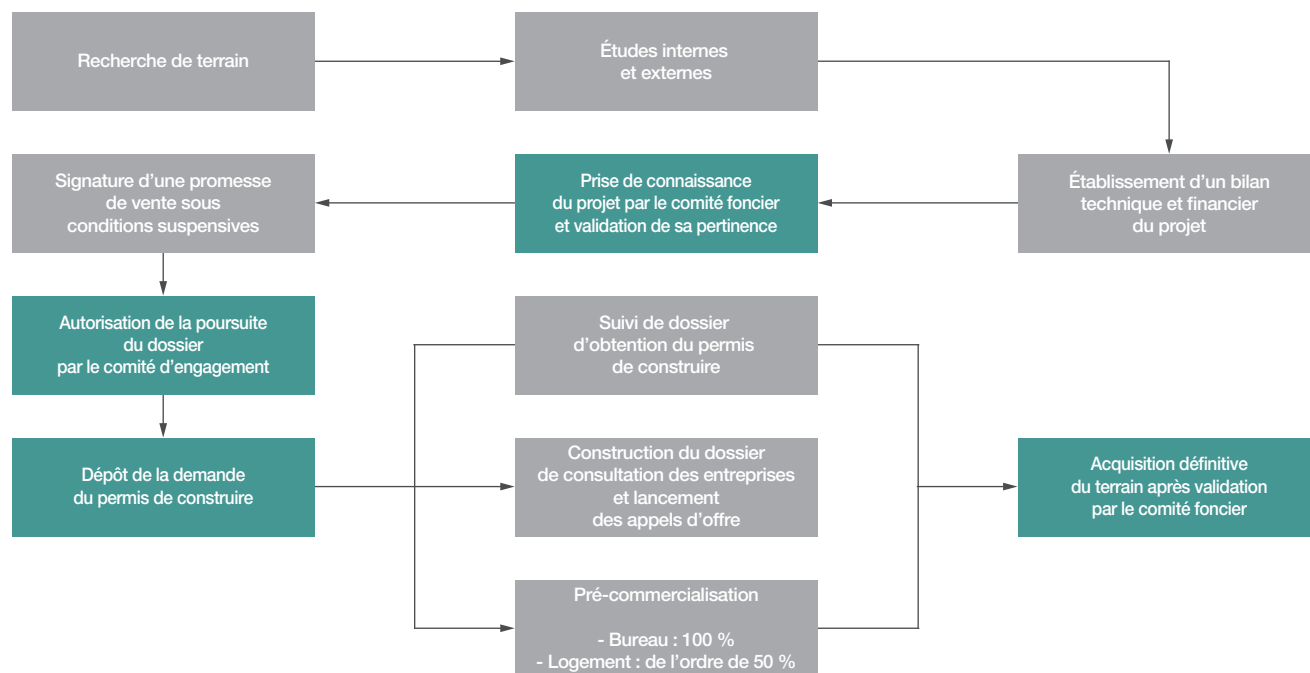 Recherche de terrain
Études internes
et externes
Signature d’une promesse
de vente sous
conditions suspensives
Prise de connaissance
du projet par le comité foncier
et validation de sa pertinence
Établissement d’un bilan
technique et financier
du projet
Autorisation de la poursuite
du dossier
par le comité d’engagement
Suivi de dossier
d’obtention du permis
de construire
Dépôt de la demande
du permis de construire
Construction du dossier
de consultation des entreprises
et lancement
des appels d’offre
Acquisition définitive
du terrain après validation
par le comité foncier
Pré-commercialisation
- Bureau : 100 %
- Logement : de l’ordre de 50 %